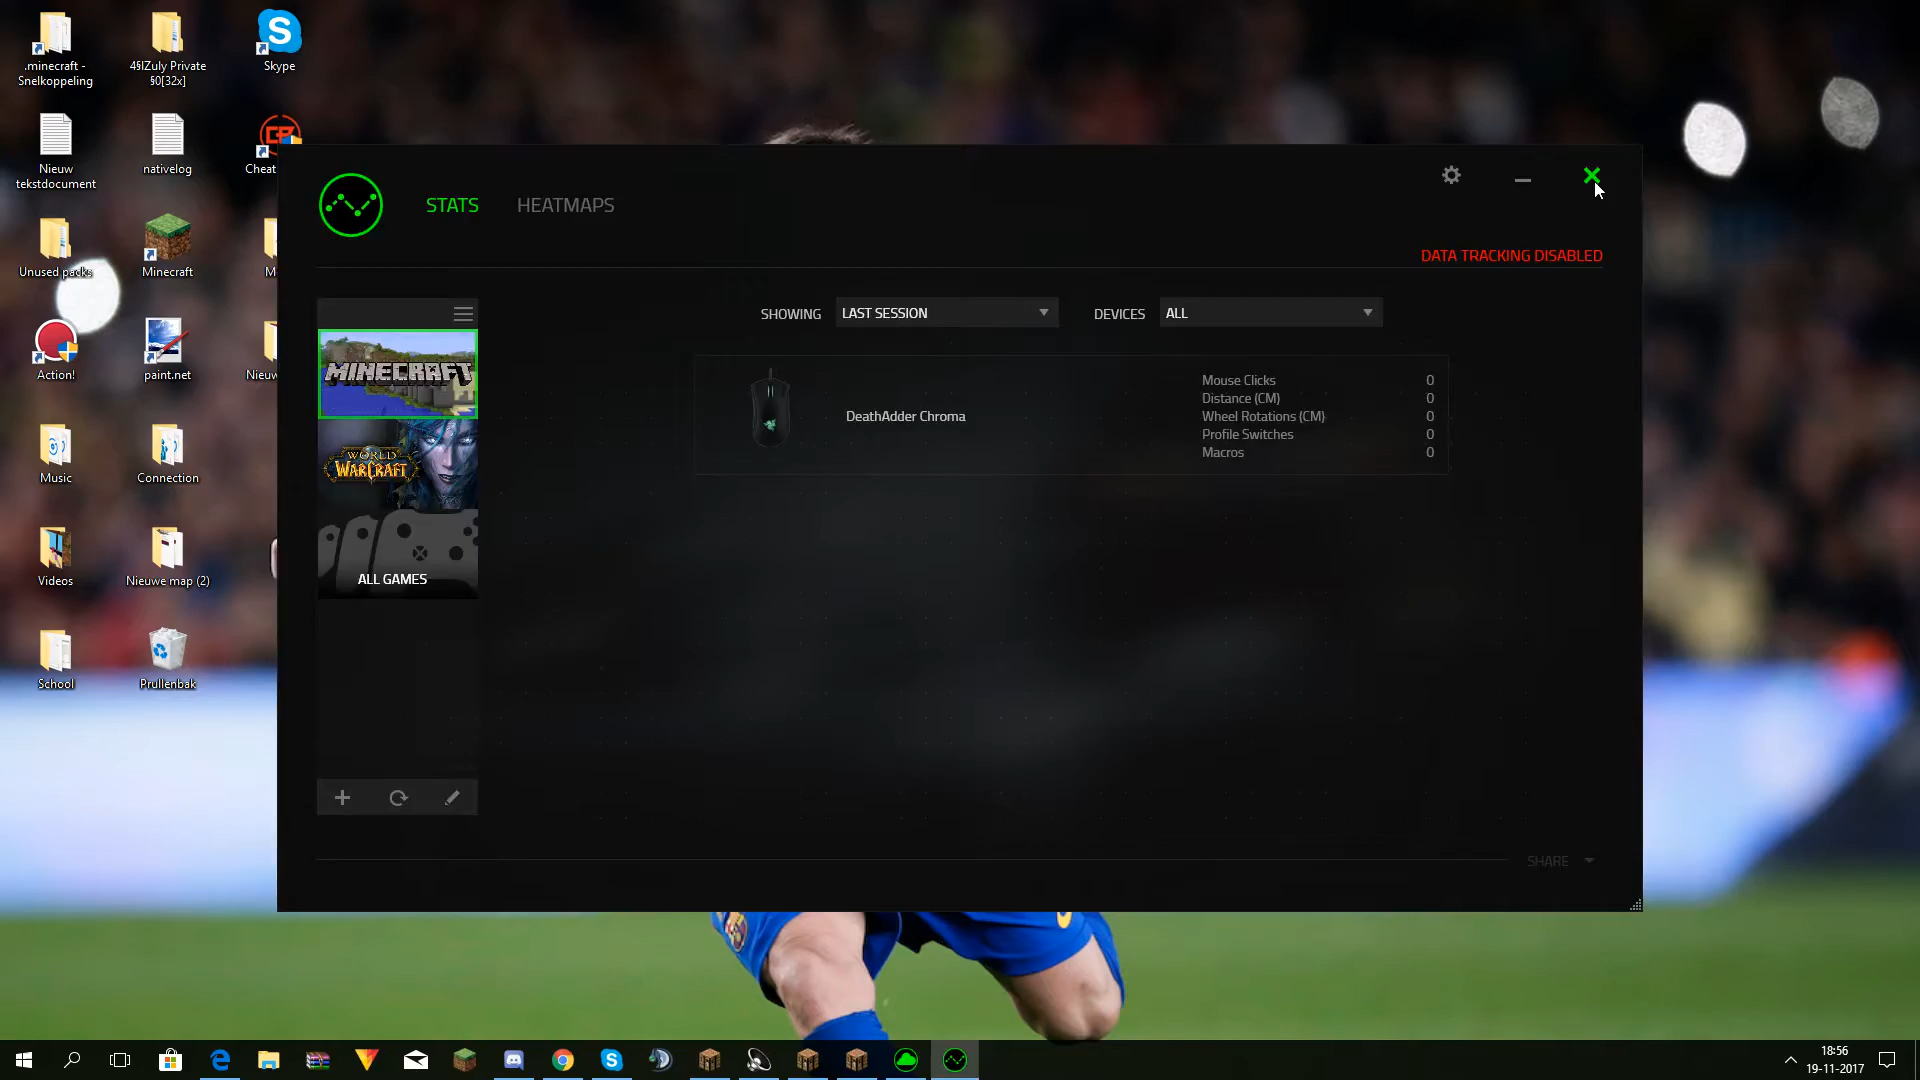 .minecraft -
Snelkoppeling
4§lZuly Private
§0[32x]
Skype
Nieuw
tekstdocument
nativelog
Cheat
Unused packs
Minecraft
M
Action!
paint.net
Nieuw
Music
Connection
Videos
Nieuwe map (2)
School
Prullenbak
STATS
HEATMAPS
DATA TRACKING DISABLED
SHOWING
LAST SESSION
DEVICES
ALL
MINECRAFT
WORLD
WARCRAFT
ALL GAMES
DeathAdder Chroma
Mouse Clicks 0
Distance (CM) 0
Wheel Rotations (CM) 0
Profile Switches 0
Macros 0
SHARE
18:56
19-11-2017